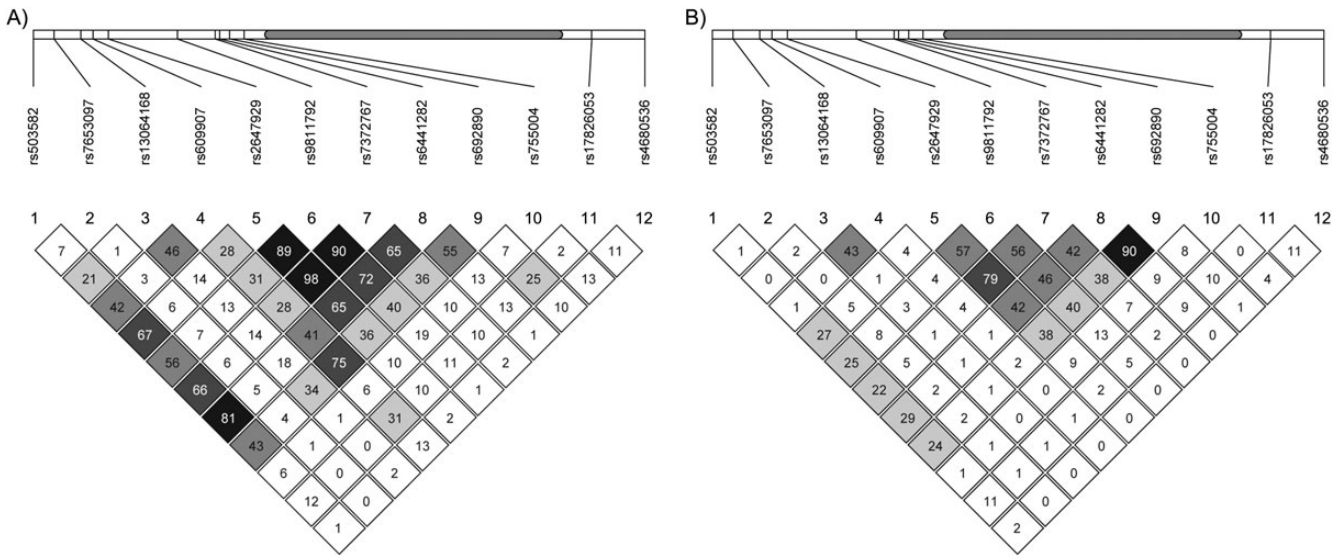 A)
rs503582
rs7653097
rs13064168
rs609907
rs2647929
rs9811792
rs7372767
rs6441282
rs692890
rs755004
rs17826053
rs4680536
1 2 3 4 5 6 7 8 9 10 11 12
7 1 46 28 89 90 65 55 7 2 11
21 3 14 31 98 72 36 13 25 13
42 6 13 28 65 40 10 13 10
67 7 14 41 36 19 10 1
56 6 18 75 10 11 2
66 5 34 6 10 1
81 4 1 31 2
43 1 0 13
6 0 2
12 0
1
B)
rs503582
rs7653097
rs13064168
rs609907
rs2647929
rs9811792
rs7372767
rs6441282
rs692890
rs755004
rs17826053
rs4680536
1 2 3 4 5 6 7 8 9 10 11 12
1 2 43 4 57 56 42 90 8 0 11
0 0 1 4 79 46 38 9 10 4
1 5 3 4 42 40 7 9 1
27 8 1 1 38 13 2 0
25 5 1 2 9 5 0
22 2 1 0 2 0
29 2 0 1 0
24 1 1 0
1 1 0
11 0
2